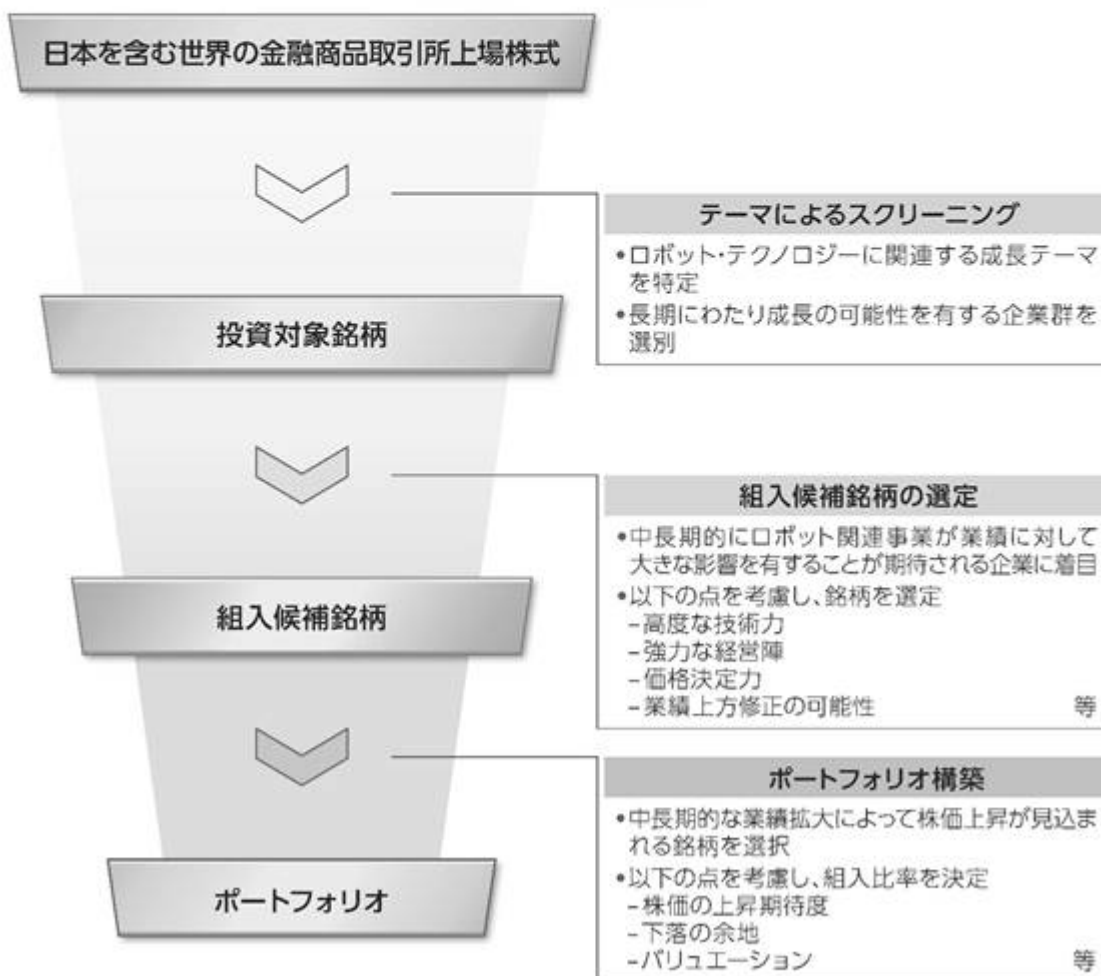 日本を含む世界の金融商品取引所上場株式
テーマによるスクリーニング
•ロボット・テクノロジーに関連する成長テーマ
を特定
•長期にわたり成長の可能性を有する企業群を
選別
投資対象銘柄
組入候補銘柄の選定
•中長期的にロボット関連事業が業績に対して
大きな影響を有することが期待される企業に着目
•以下の点を考慮し、銘柄を選定
–高度な技術力
–強力な経営陣
–価格決定力
–業績上方修正の可能性 等
組入候補銘柄
ポートフォリオ構築
•中長期的な業績拡大によって株価上昇が見込ま
れる銘柄を選択
•以下の点を考慮し、組入比率を決定
–株価の上昇期待度
–下落の余地
–バリュエーション 等
ポートフォリオ